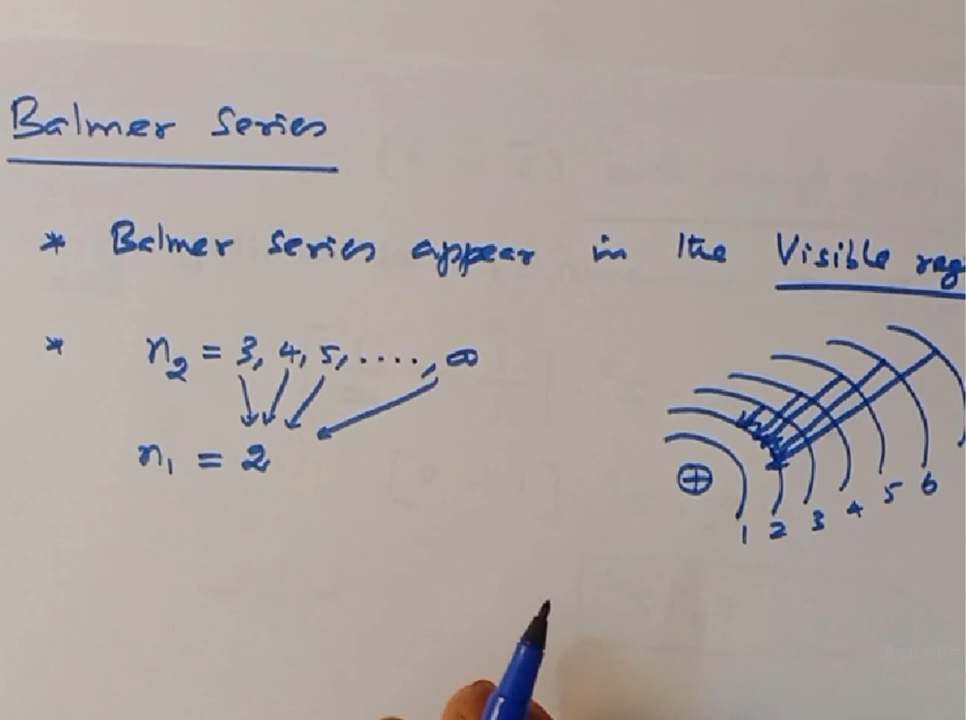 Balmer Series
* Balmer series appear in the Visible reg
* n₂ = 3, 4, 5, ...., ∞
n₁ = 2
⊕
1 2 3 4 5 6